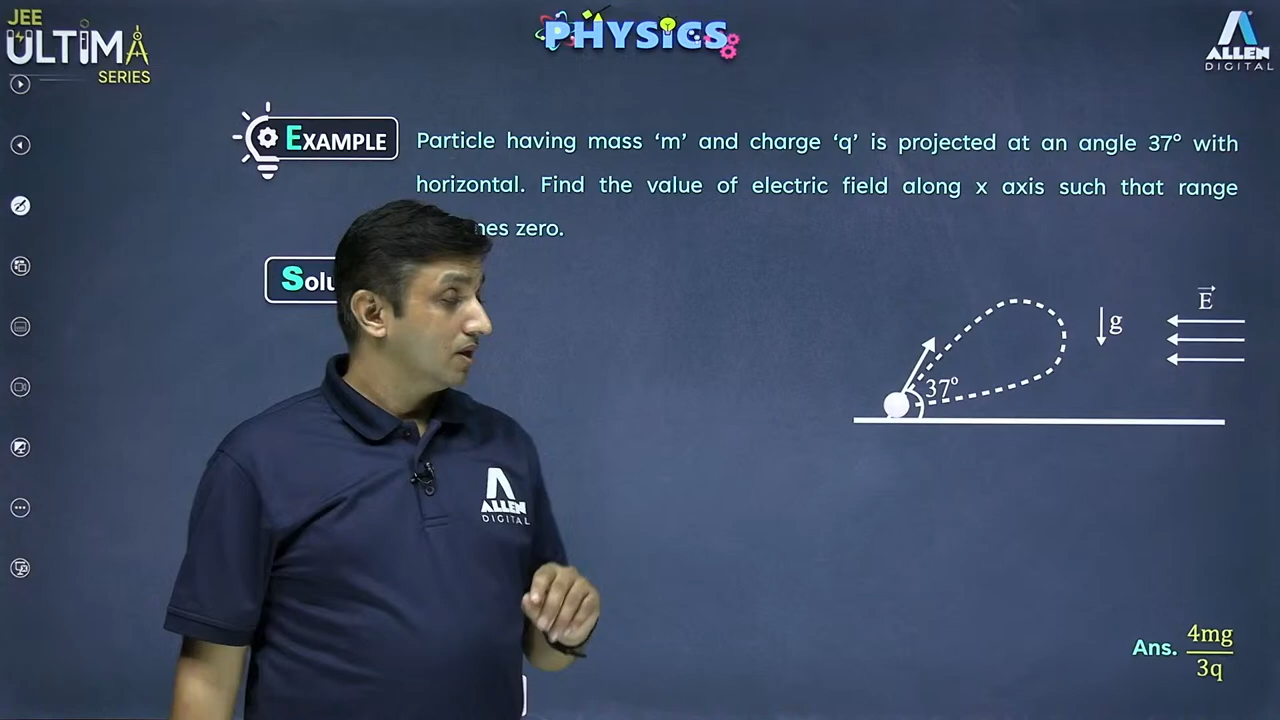 JEE
ULTIMA
SERIES
PHYSICS
ALLEN
DIGITAL
EXAMPLE
Particle having mass ‘m’ and charge ‘q’ is projected at an angle 37° with
horizontal. Find the value of electric field along x axis such that range
zero.
E
g
37°
ALLEN
DIGITAL
Ans. 4mg
3q